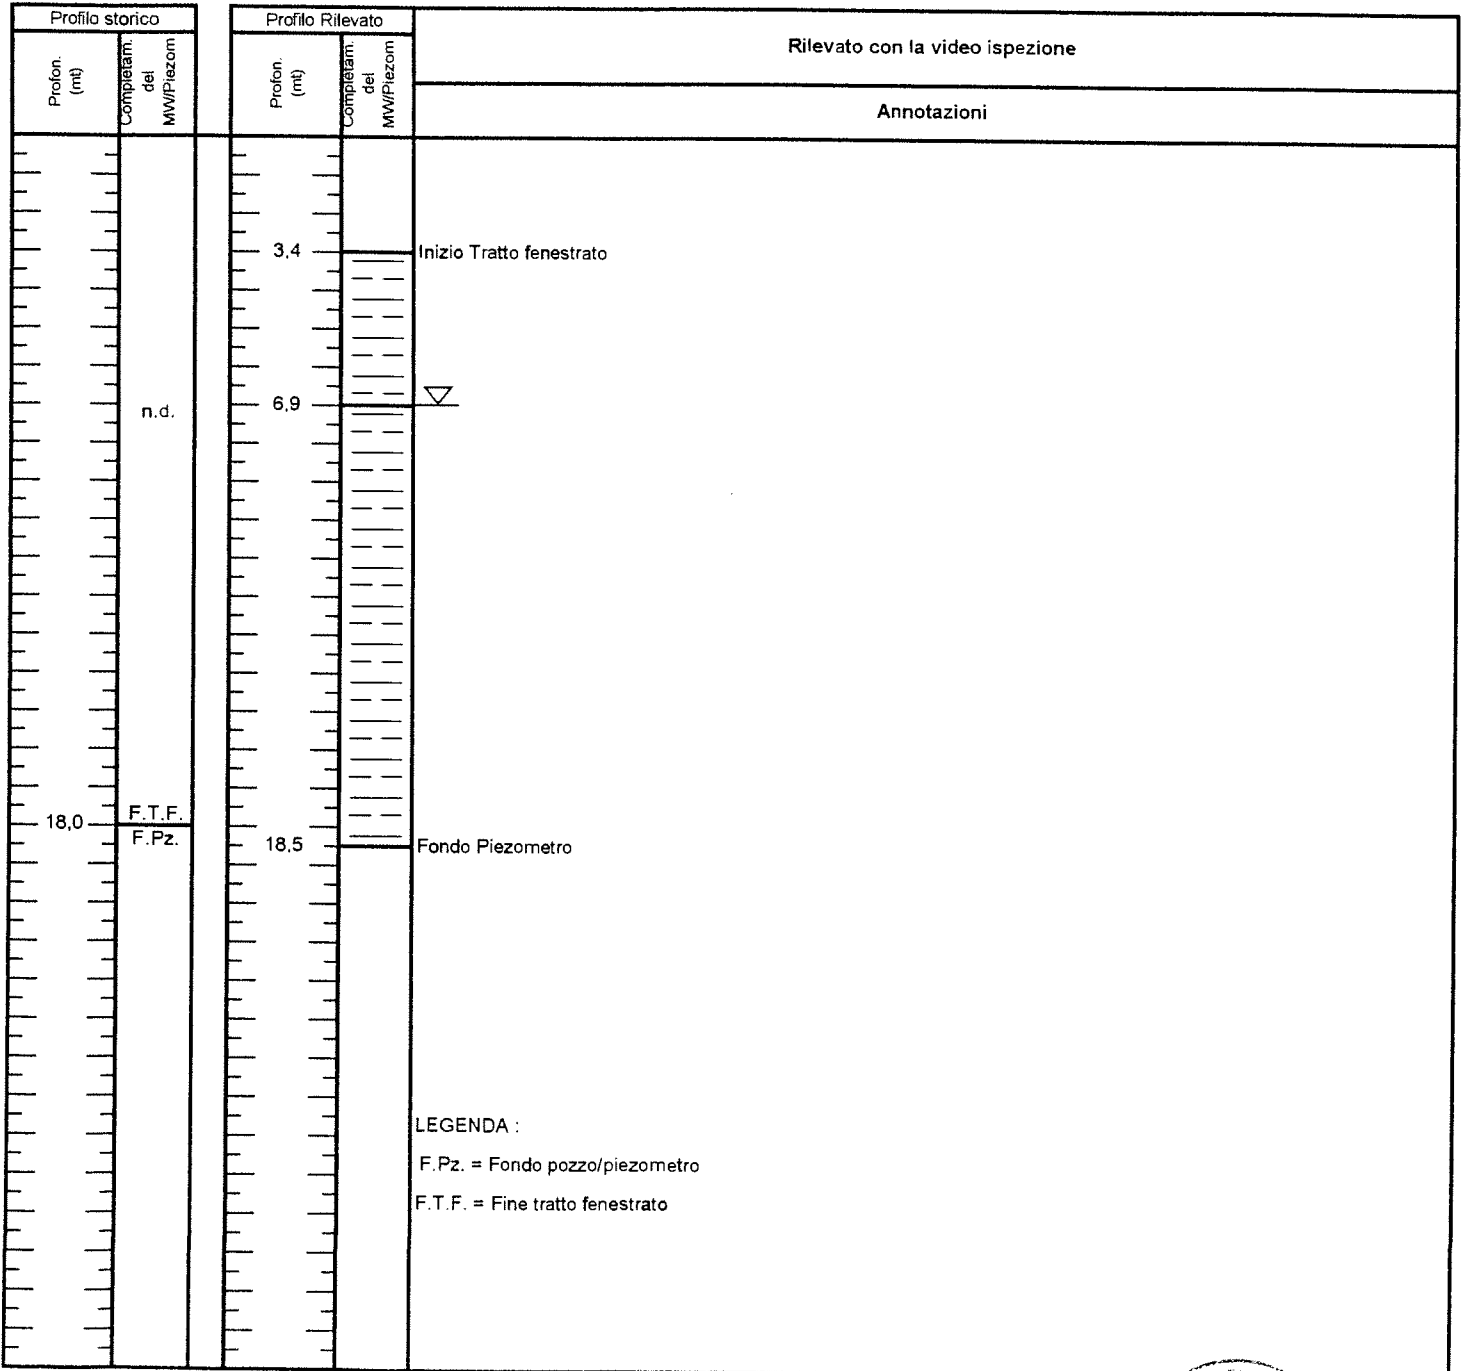 Profilo storico
Profilo Rilevato
Rilevato con la video ispezione
Profon.
(mt)
Completam.
del
MW/Piezom
Profon.
(mt)
Completam.
del
MW/Piezom
Annotazioni
3,4
Inizio Tratto fenestrato
6,9
n.d.
18,0
F.T.F.
F.Pz.
18,5
Fondo Piezometro
LEGENDA :
F.Pz. = Fondo pozzo/piezometro
F.T.F. = Fine tratto fenestrato